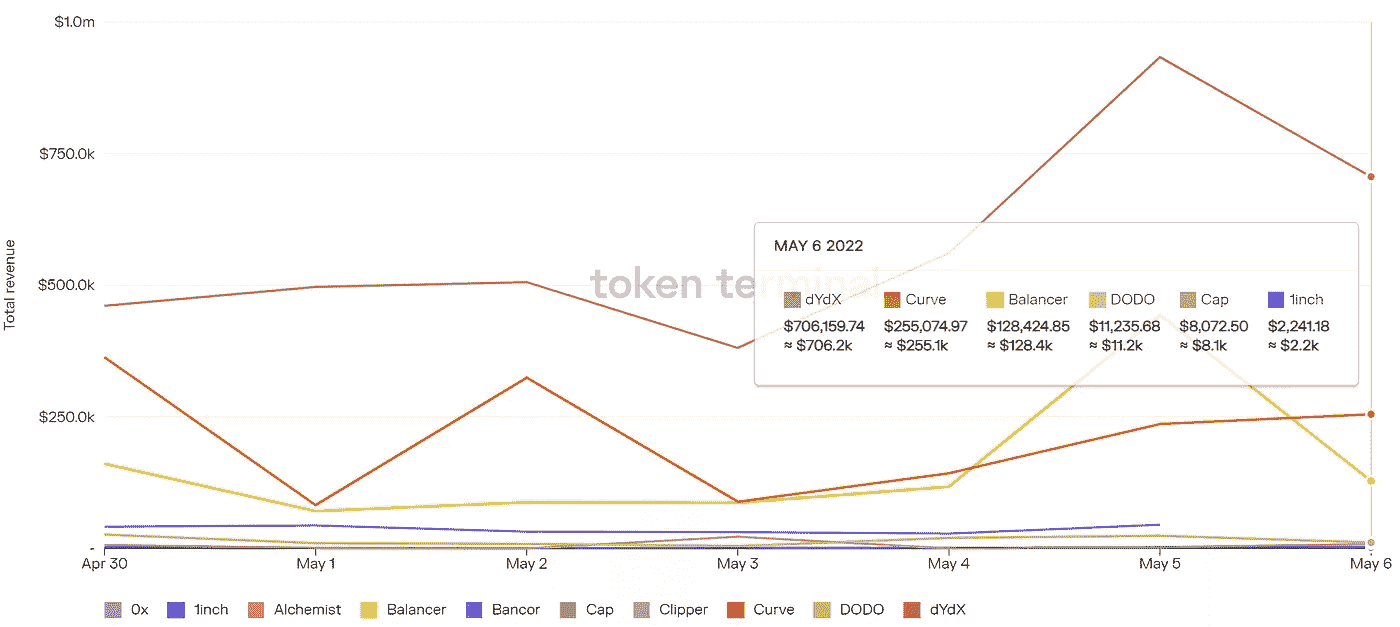 $1.0m
$750.0k
$500.0k
$250.0k
-
Total revenue
token terminal
MAY 6 2022
dYdX Curve Balancer DODO Cap 1inch
$706,159.74 $255,074.97 $128,424.85 $11,235.68 $8,072.50 $2,241.18
≈ $706.2k ≈ $255.1k ≈ $128.4k ≈ $11.2k ≈ $8.1k ≈ $2.2k
Apr 30 May 1 May 2 May 3 May 4 May 5 May 6
0x 1inch Alchemist Balancer Bancor Cap Clipper Curve DODO dYdX